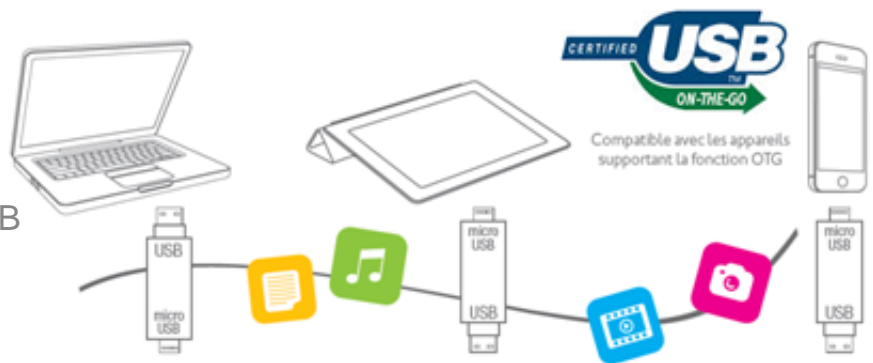 CERTIFIED USB TM
ON-THE-GO
Compatible avec les appareils
supportant la fonction OTG
B
USB
micro
USB
micro
USB
USB
micro
USB
USB